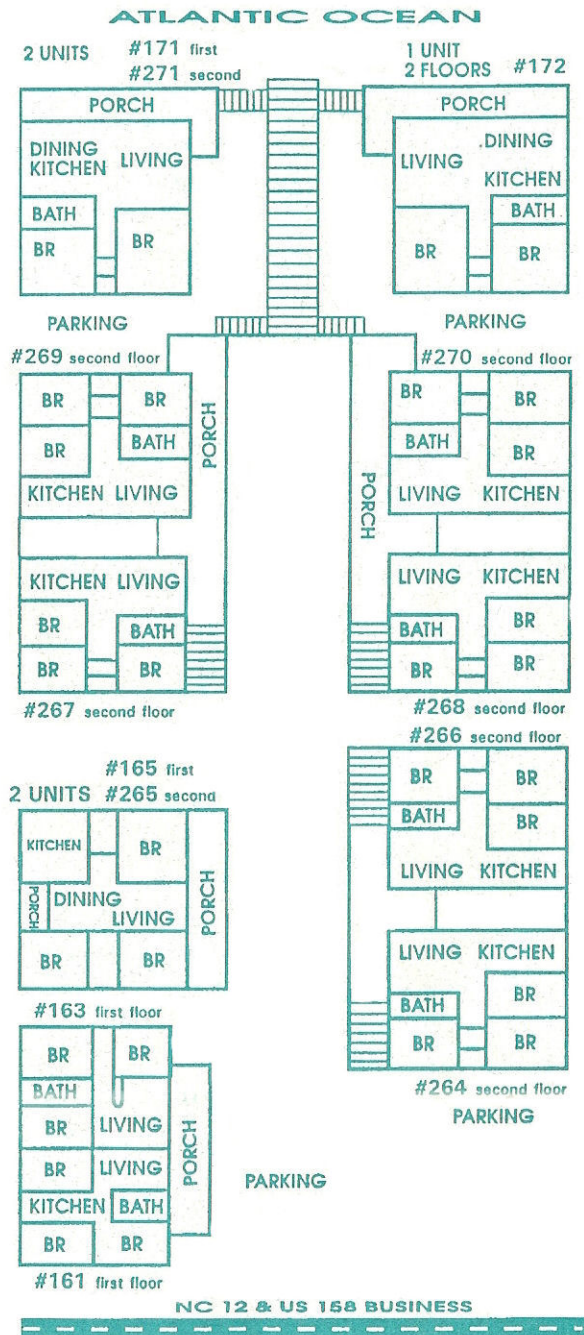 ATLANTIC OCEAN
2 UNITS #171 first
#271 second
1 UNIT
2 FLOORS #172
PORCH
DINING
KITCHEN LIVING
BATH
BR
BR
PORCH
LIVING
DINING
KITCHEN
BATH
BR
BR
PARKING
PARKING
#269 second floor
BR
BR
BR
BATH
KITCHEN LIVING
PORCH
#270 second floor
BR
BR
BR
BATH
LIVING KITCHEN
PORCH
KITCHEN LIVING
BR
BATH
BR
BR
#267 second floor
LIVING KITCHEN
BATH
BR
BR
BR
#268 second floor
#266 second floor
BR
BR
BATH
BR
LIVING KITCHEN
#165 first
2 UNITS #265 second
KITCHEN
BR
PORCH
DINING
LIVING
PORCH
BR
BR
LIVING KITCHEN
BATH
BR
BR
BR
#264 second floor
PARKING
#163 first floor
BR
BR
BATH
BR
LIVING
BR
LIVING
KITCHEN
BATH
BR
BR
PORCH
PARKING
#161 first floor
NC 12 & US 158 BUSINESS